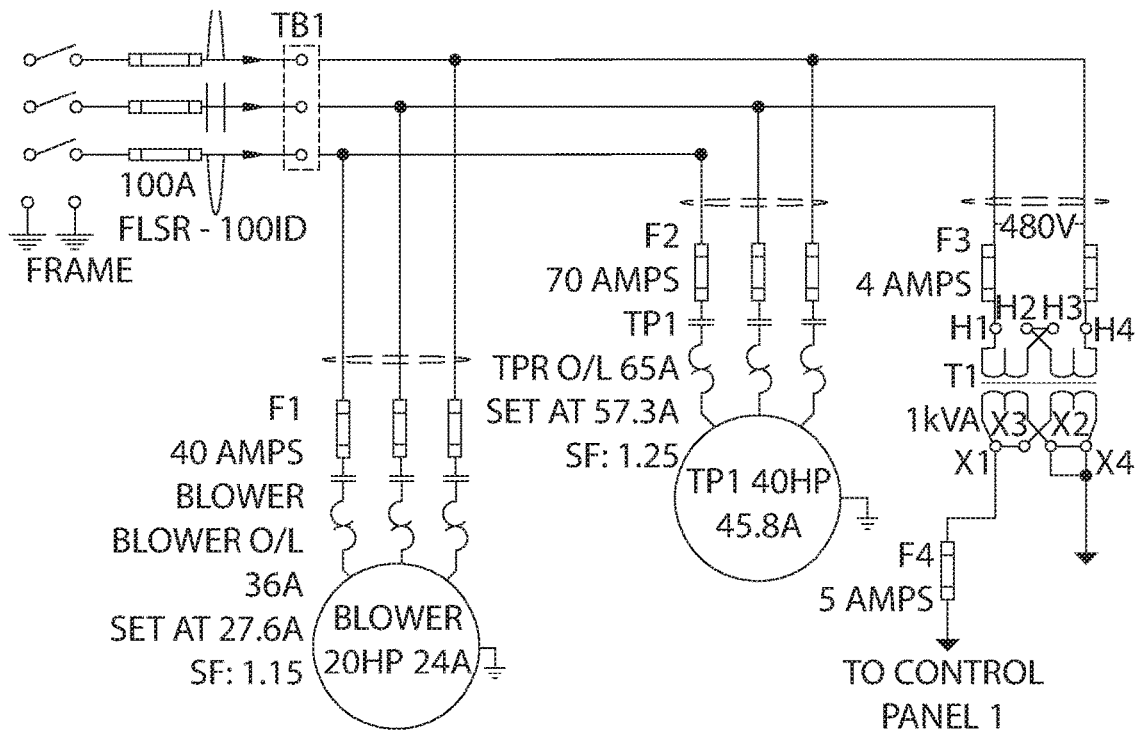 TB1
100A
FLSR - 100ID
FRAME
F2
70 AMPS
TP1
TPR O/L 65A
SET AT 57.3A
SF: 1.25
TP1 40HP
45.8A
480V
F3
4 AMPS
H1
H2
H3
H4
T1
1kVA
X3
X2
X1
X4
F4
5 AMPS
TO CONTROL
PANEL 1
F1
40 AMPS
BLOWER
BLOWER O/L
36A
SET AT 27.6A
SF: 1.15
BLOWER
20HP 24A